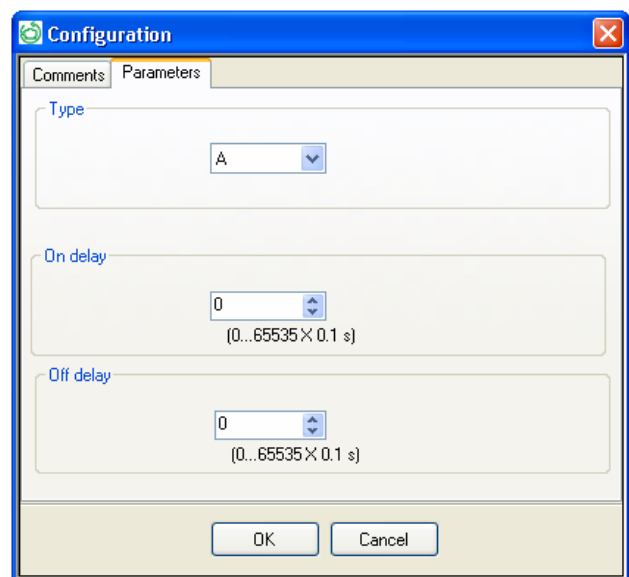 Configuration
Comments Parameters
Type
A
On delay
0
(0...65535 X 0.1 s)
Off delay
0
(0...65535 X 0.1 s)
OK Cancel